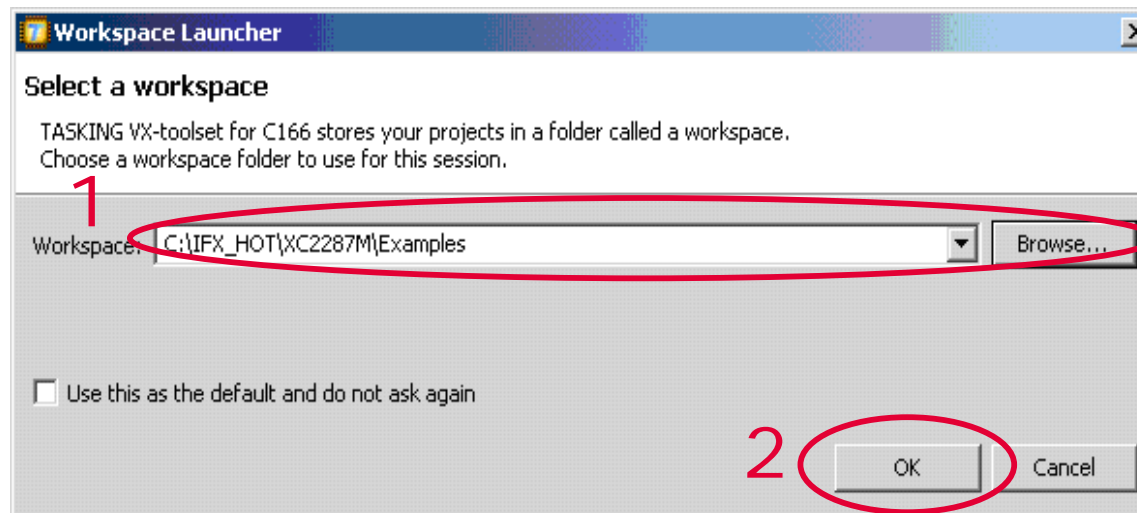 Workspace Launcher
Select a workspace
TASKING VX-toolset for C166 stores your projects in a folder called a workspace.
Choose a workspace folder to use for this session.
1
Workspace: C:\IFX_HOT\XC2287M\Examples Browse...
Use this as the default and do not ask again
2 OK Cancel